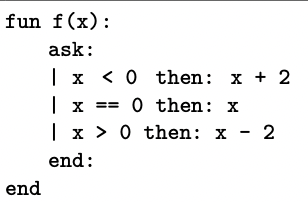 fun f(x):
    ask:
    | x < 0 then: x + 2
    | x == 0 then: x
    | x > 0 then: x - 2
    end:
end